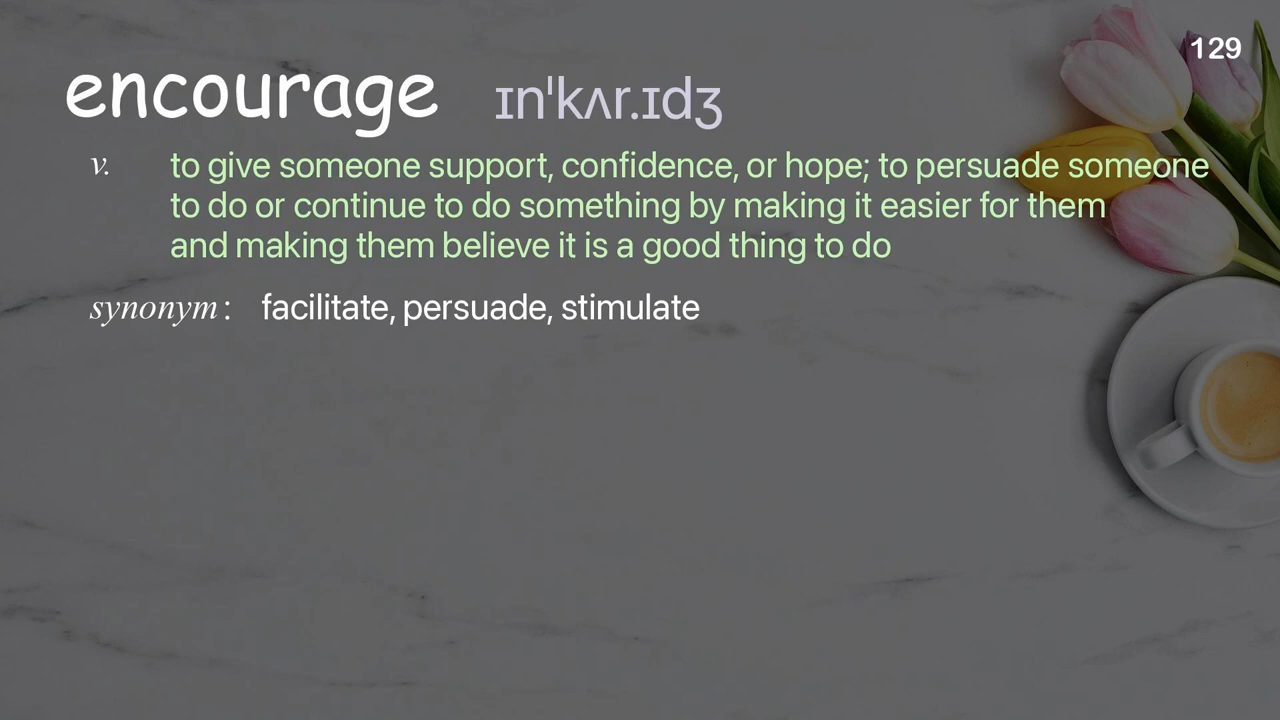 129
encourage ɪnˈkʌr.ɪdʒ
v. to give someone support, confidence, or hope; to persuade someone
to do or continue to do something by making it easier for them
and making them believe it is a good thing to do
synonym: facilitate, persuade, stimulate